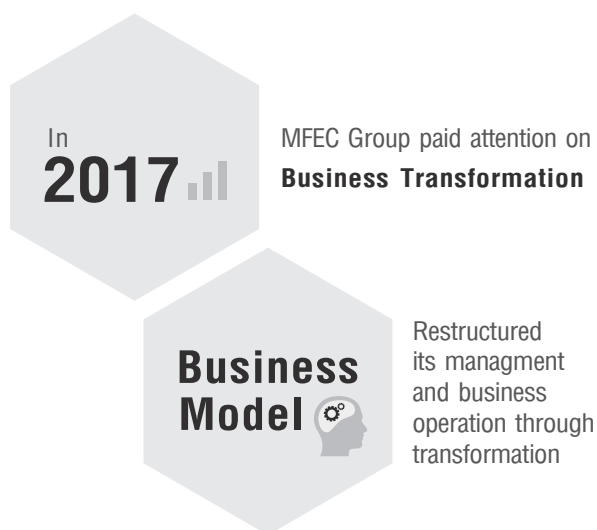 In
2017
MFEC Group paid attention on
Business Transformation
Business
Model
Restructured
its managment
and business
operation through
transformation